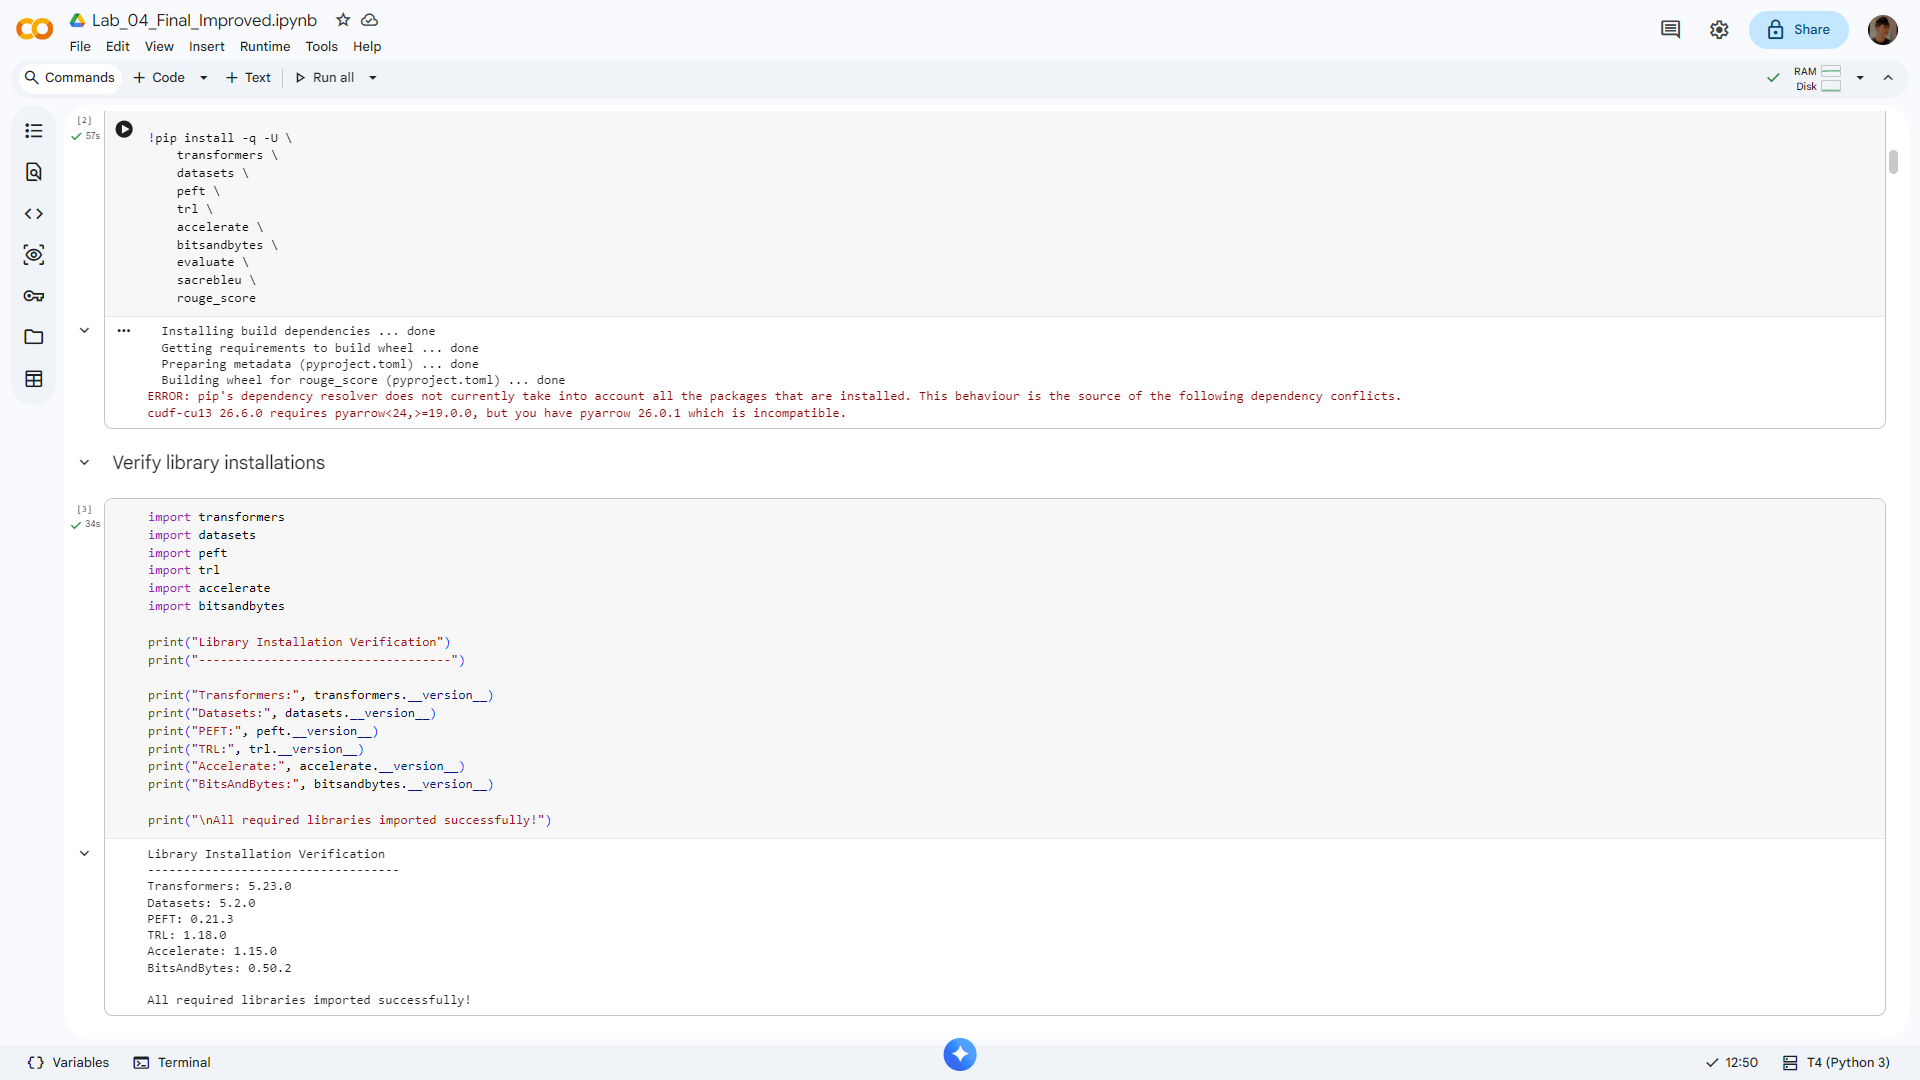 Lab_04_Final_Improved.ipynb
File Edit View Insert Runtime Tools Help
Share
Commands + Code + Text Run all
RAM
Disk
[2]
57s
!pip install -q -U \
transformers \
datasets \
peft \
trl \
accelerate \
bitsandbytes \
evaluate \
sacrebleu \
rouge_score
Installing build dependencies ... done
Getting requirements to build wheel ... done
Preparing metadata (pyproject.toml) ... done
Building wheel for rouge_score (pyproject.toml) ... done
ERROR: pip's dependency resolver does not currently take into account all the packages that are installed. This behaviour is the source of the following dependency conflicts.
cudf-cu13 26.6.0 requires pyarrow<24,>=19.0.0, but you have pyarrow 26.0.1 which is incompatible.
Verify library installations
[3]
34s
import transformers
import datasets
import peft
import trl
import accelerate
import bitsandbytes
print("Library Installation Verification")
print("-----------------------------------")
print("Transformers:", transformers.__version__)
print("Datasets:", datasets.__version__)
print("PEFT:", peft.__version__)
print("TRL:", trl.__version__)
print("Accelerate:", accelerate.__version__)
print("BitsAndBytes:", bitsandbytes.__version__)
print("\nAll required libraries imported successfully!")
Library Installation Verification
-----------------------------------
Transformers: 5.23.0
Datasets: 5.2.0
PEFT: 0.21.3
TRL: 1.18.0
Accelerate: 1.15.0
BitsAndBytes: 0.50.2
All required libraries imported successfully!
Variables Terminal
12:50 T4 (Python 3)